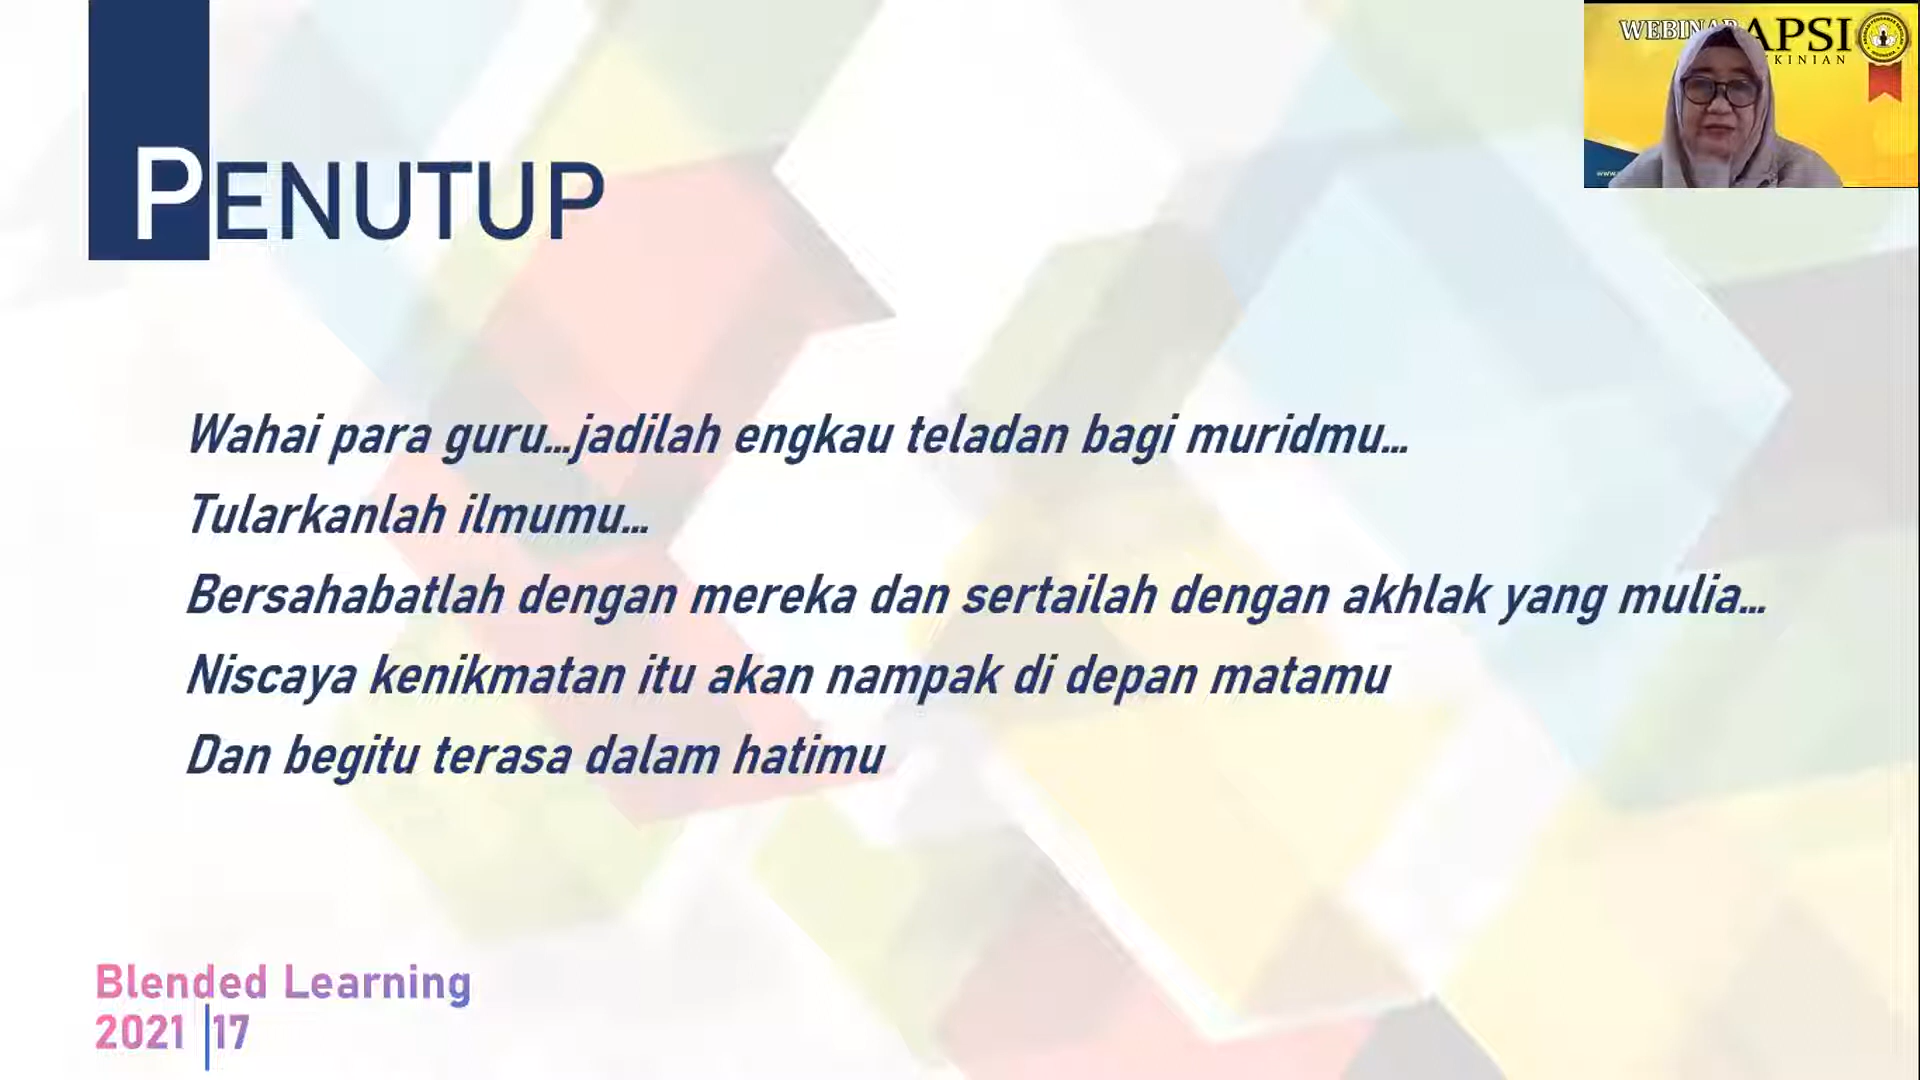 PENUTUP
WEBINAR APSI
KINIAN
Wahai para guru...jadilah engkau teladan bagi muridmu...
Tularkanlah ilmumu...
Bersahabatlah dengan mereka dan sertailah dengan akhlak yang mulia...
Niscaya kenikmatan itu akan nampak di depan matamu
Dan begitu terasa dalam hatimu
Blended Learning
2021 17